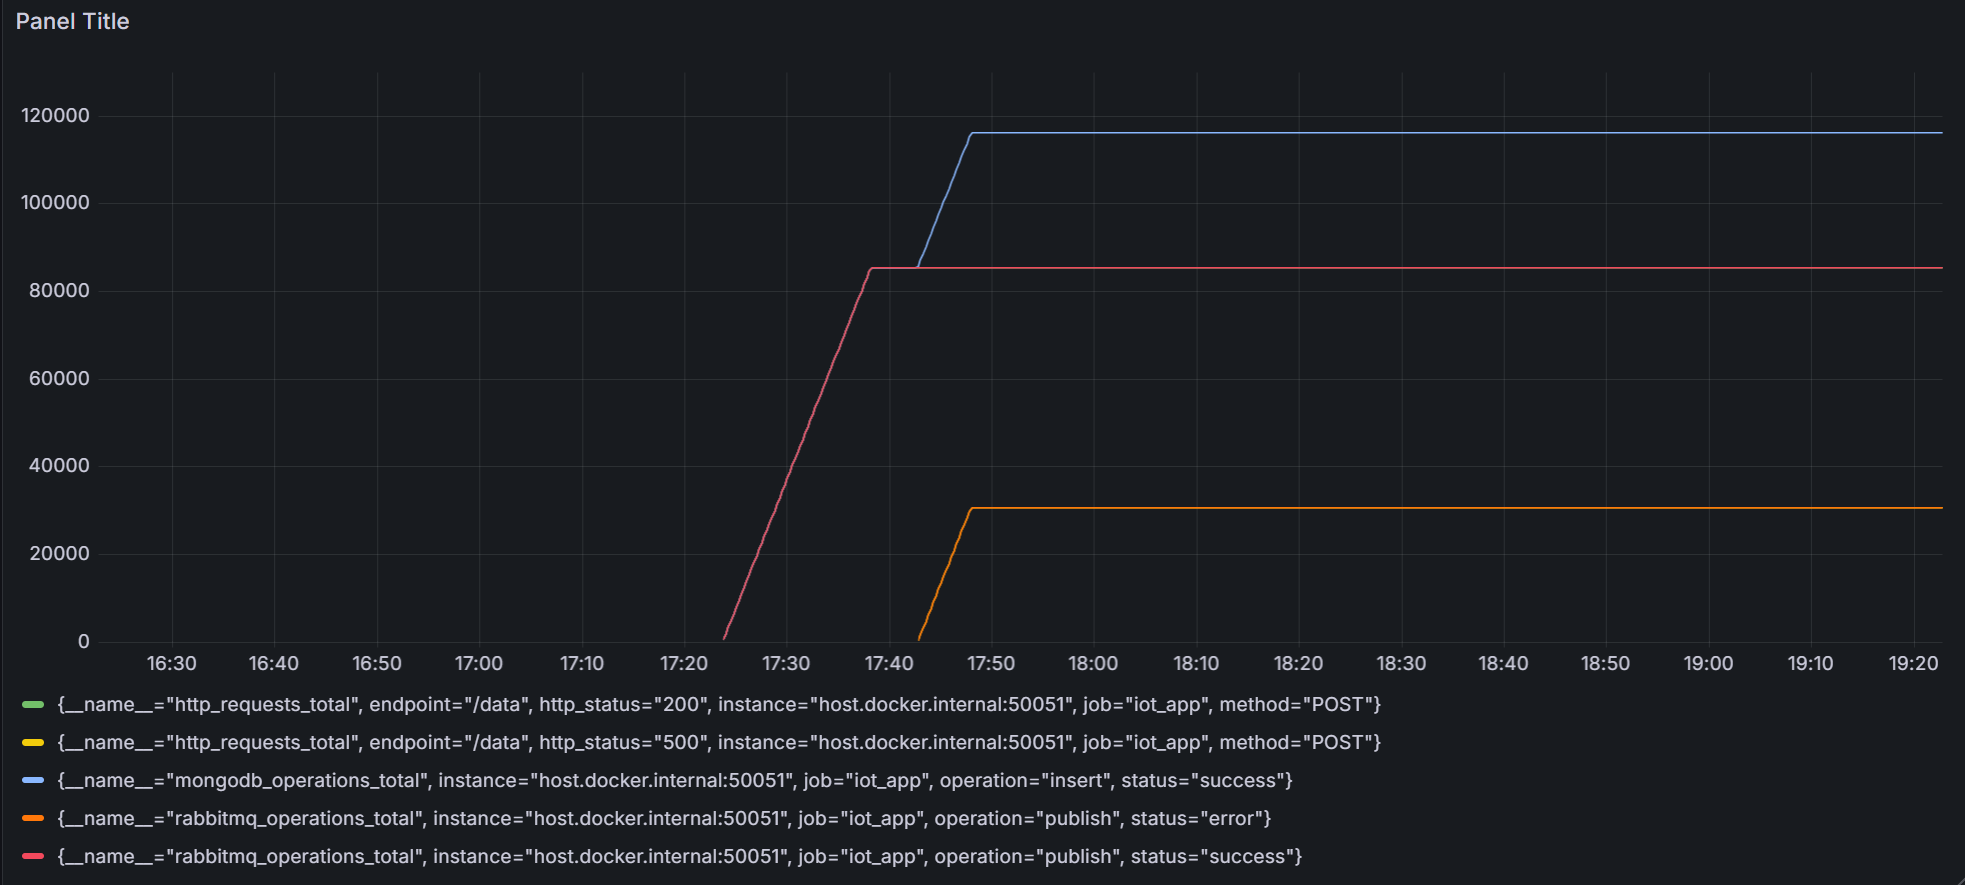 Panel Title
120000
100000
80000
60000
40000
20000
0
16:30 16:40 16:50 17:00 17:10 17:20 17:30 17:40 17:50 18:00 18:10 18:20 18:30 18:40 18:50 19:00 19:10 19:20
{__name__="http_requests_total", endpoint="/data", http_status="200", instance="host.docker.internal:50051", job="iot_app", method="POST"}
{__name__="http_requests_total", endpoint="/data", http_status="500", instance="host.docker.internal:50051", job="iot_app", method="POST"}
{__name__="mongodb_operations_total", instance="host.docker.internal:50051", job="iot_app", operation="insert", status="success"}
{__name__="rabbitmq_operations_total", instance="host.docker.internal:50051", job="iot_app", operation="publish", status="error"}
{__name__="rabbitmq_operations_total", instance="host.docker.internal:50051", job="iot_app", operation="publish", status="success"}